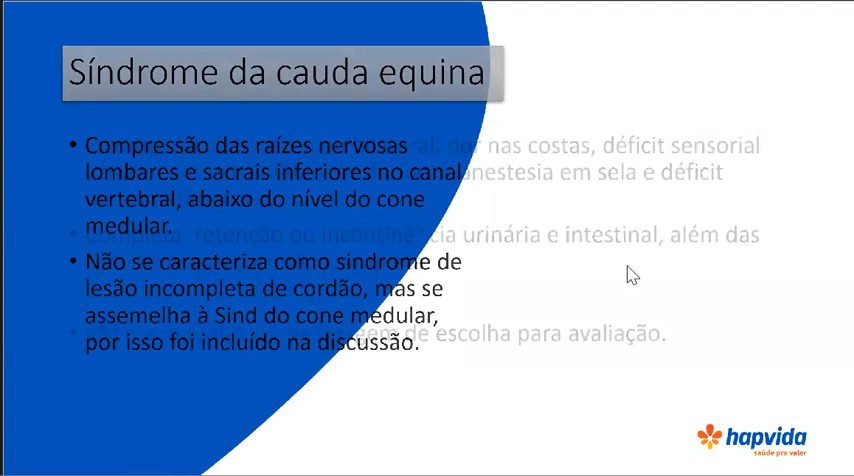 Síndrome da cauda equina
• Compressão das raízes nervosas
lombares e sacrais inferiores no canal
vertebral, abaixo do nível do cone
medular.
• Não se caracteriza como sindrome de
lesão incompleta de cordão, mas se
assemelha à Sind do cone medular,
por isso foi incluído na discussão.
nas costas, déficit sensorial
anestesia em sela e déficit
• Completa: retenção ou incontinência urinária e intestinal, além das
de escolha para avaliação.
hapvida
saúde pra valer